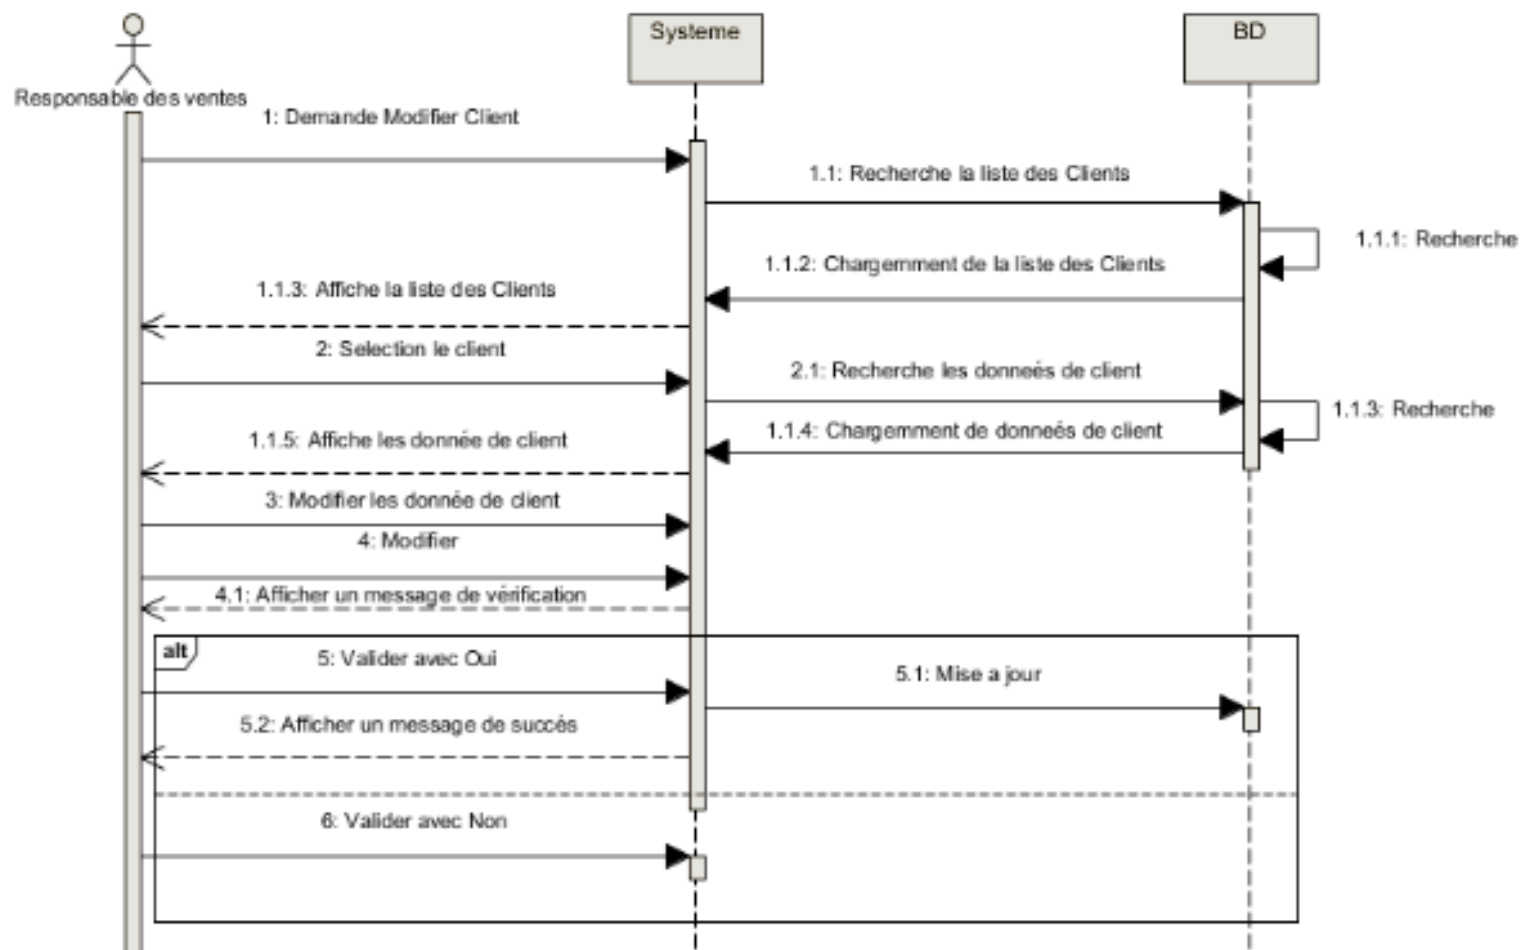 Systeme
BD
Responsable des ventes
1: Demande Modifier Client
1.1: Recherche la liste des Clients
1.1.1: Recherche
1.1.2: Chargemment de la liste des Clients
1.1.3: Affiche la liste des Clients
2: Selection le client
2.1: Recherche les donneés de client
1.1.3: Recherche
1.1.4: Chargemment de donneés de client
1.1.5: Affiche les donnée de client
3: Modifier les donnée de client
4: Modifier
4.1: Afficher un message de vérification
alt
5: Valider avec Oui
5.1: Mise a jour
5.2: Afficher un message de succés
6: Valider avec Non